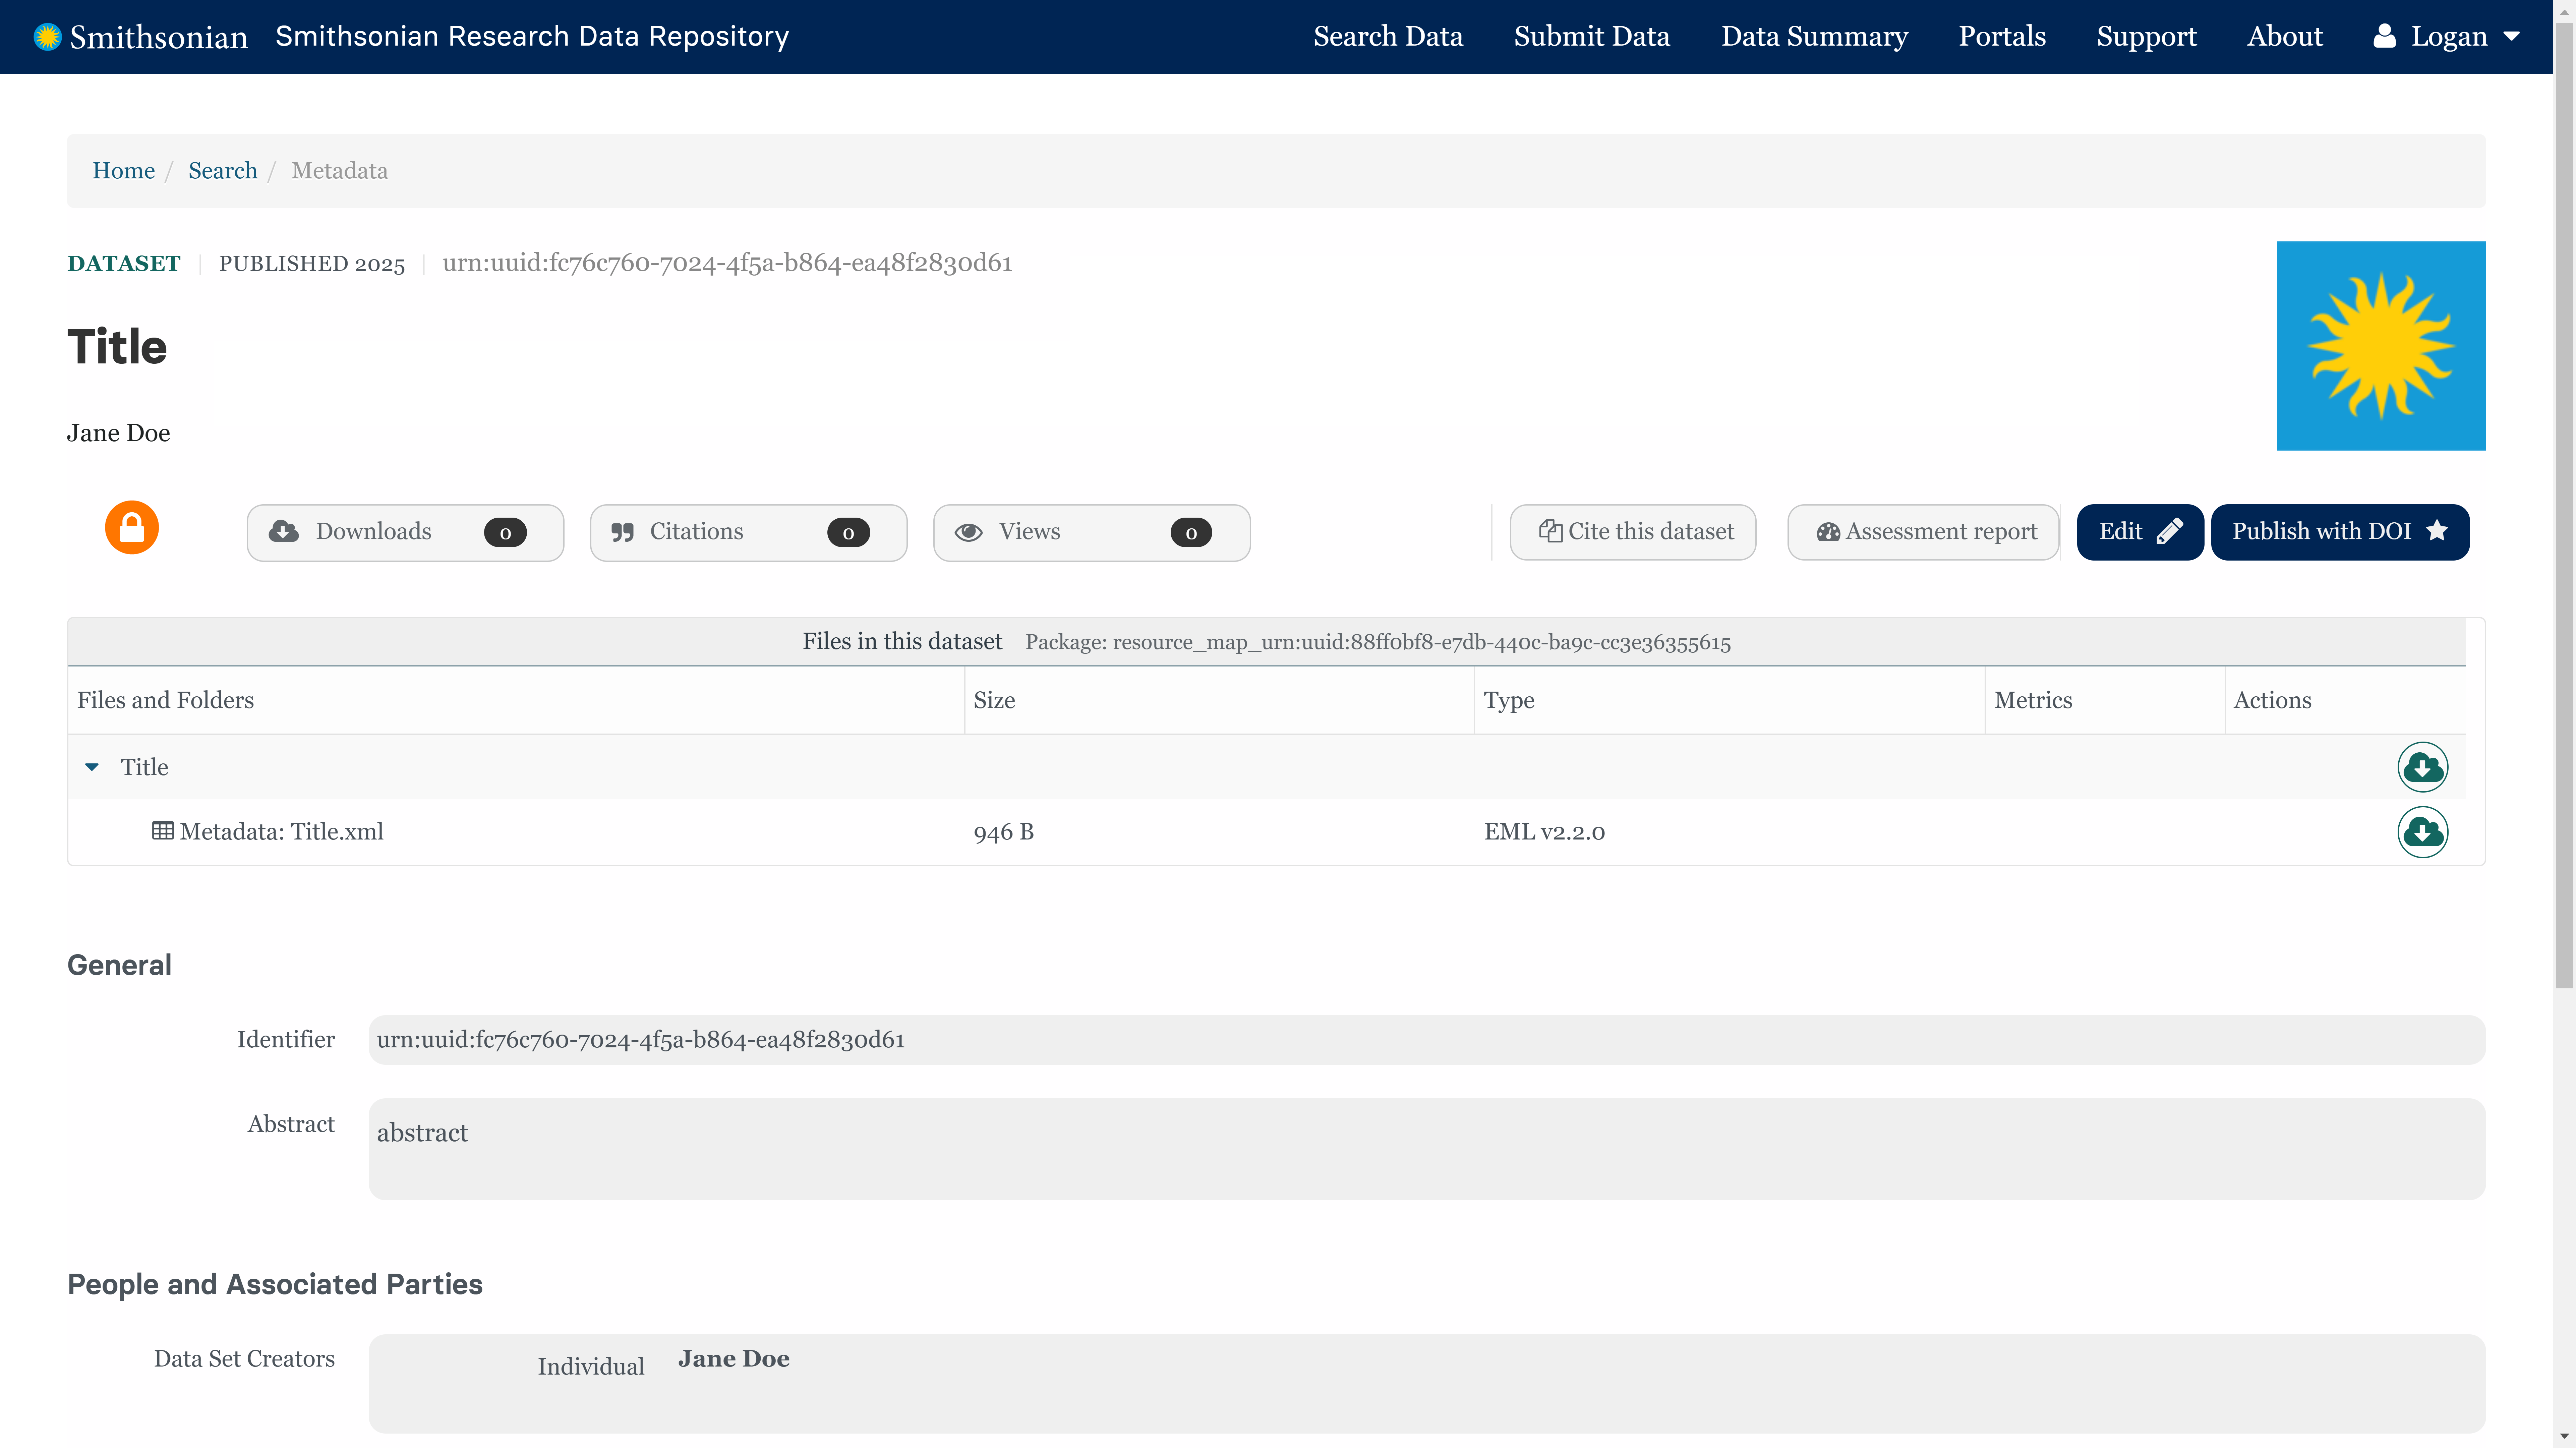 Smithsonian Smithsonian Research Data Repository Search Data Submit Data Data Summary Portals Support About Logan
Home / Search / Metadata
DATASET | PUBLISHED 2025 | urn:uuid:fc76c760-7024-4f5a-b864-ea48f2830d61
Title
Jane Doe
Downloads 0 Citations 0 Views 0 Cite this dataset Assessment report Edit Publish with DOI
Files in this dataset Package: resource_map_urn:uuid:88ff0bf8-e7db-440c-ba9c-cc3e36355615
Files and Folders Size Type Metrics Actions
Title
Metadata: Title.xml 946 B EML v2.2.0
General
Identifier urn:uuid:fc76c760-7024-4f5a-b864-ea48f2830d61
Abstract abstract
People and Associated Parties
Data Set Creators Individual Jane Doe